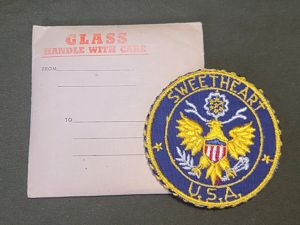 GLASS
HANDLE WITH CARE
FROM
TO
SWEETHEART
U.S.A.